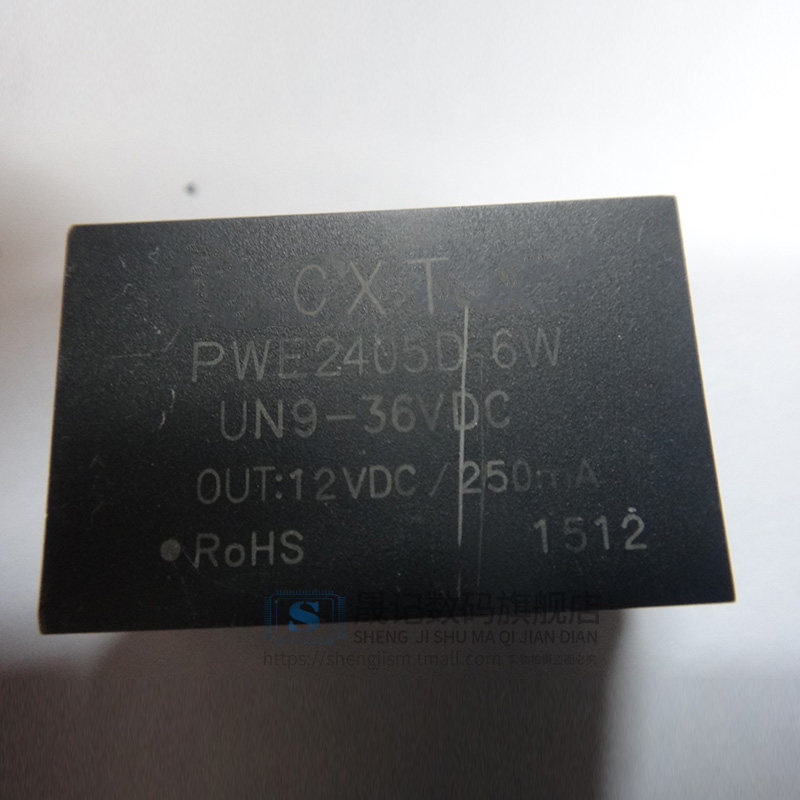 CXT
PWE2405D-6W
UN9-36VDC
OUT:12VDC/250mA
RoHS 1512
S
晟记数码旗舰店
SHENG JI SHU MA QI JIAN DIAN
https://shengjism.tmall.com